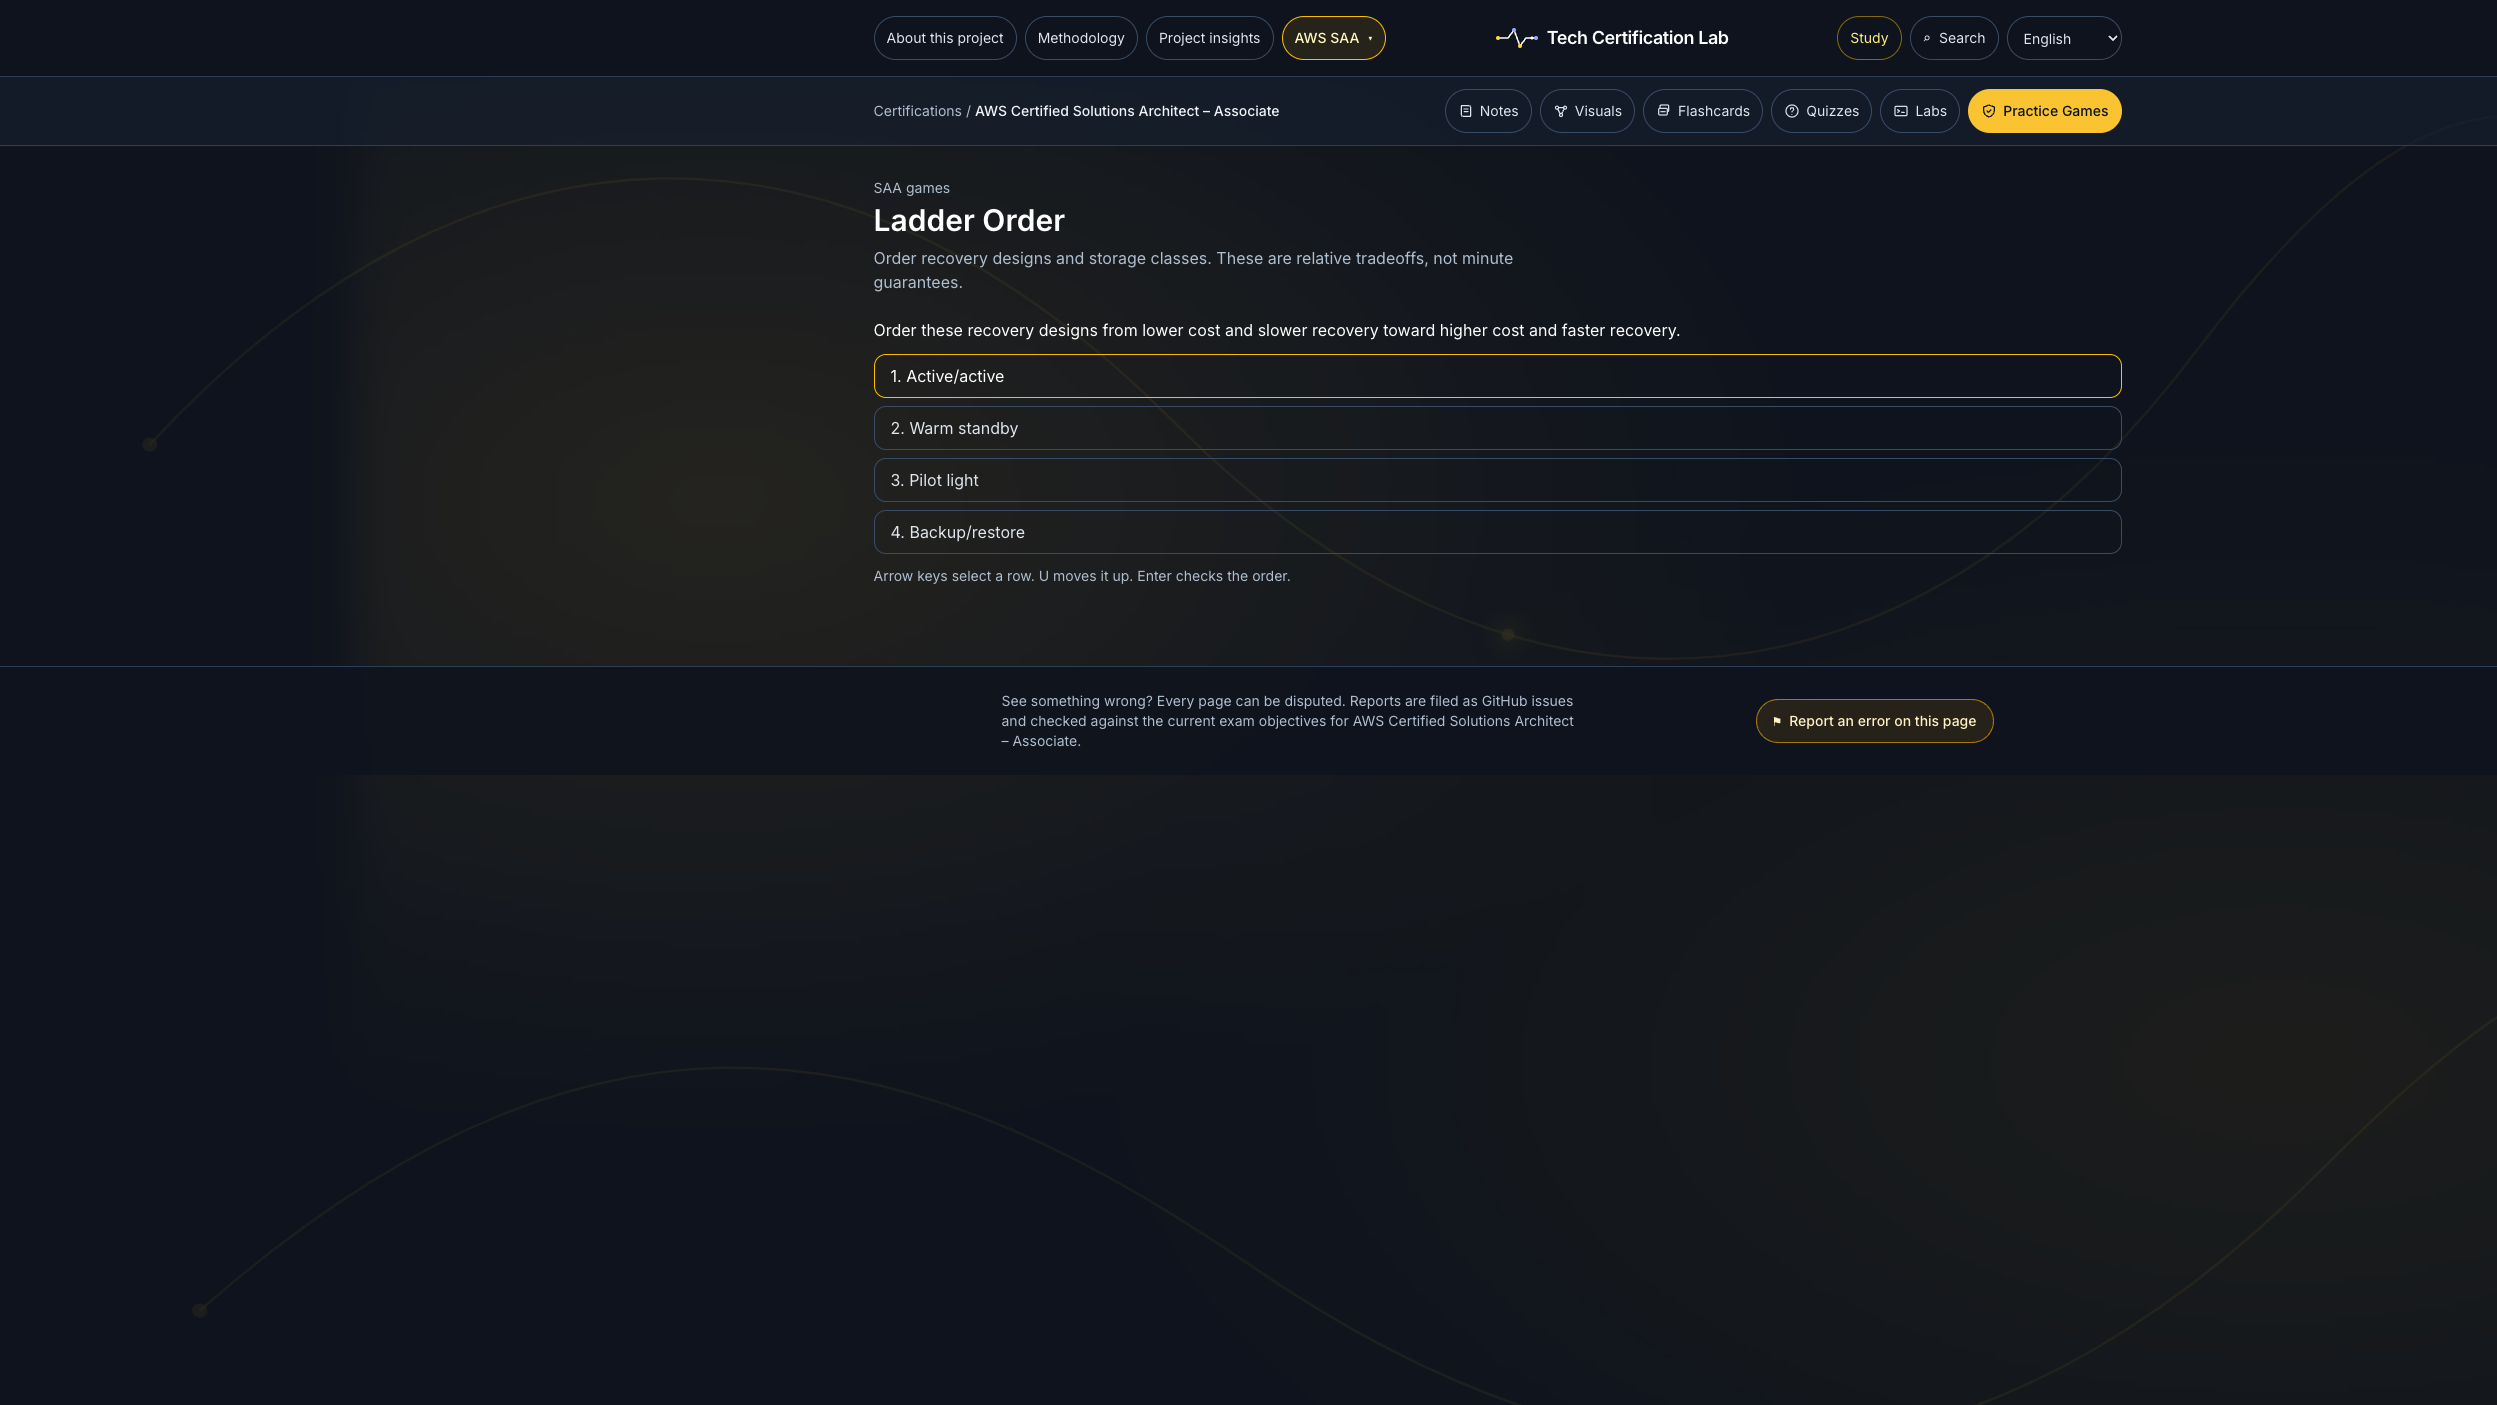 About this project
Methodology
Project insights
AWS SAA
Tech Certification Lab
Study
Search
English
Certifications / AWS Certified Solutions Architect – Associate
Notes
Visuals
Flashcards
Quizzes
Labs
Practice Games
SAA games
Ladder Order
Order recovery designs and storage classes. These are relative tradeoffs, not minute
guarantees.
Order these recovery designs from lower cost and slower recovery toward higher cost and faster recovery.
1. Active/active
2. Warm standby
3. Pilot light
4. Backup/restore
Arrow keys select a row. U moves it up. Enter checks the order.
See something wrong? Every page can be disputed. Reports are filed as GitHub issues
and checked against the current exam objectives for AWS Certified Solutions Architect
– Associate.
Report an error on this page